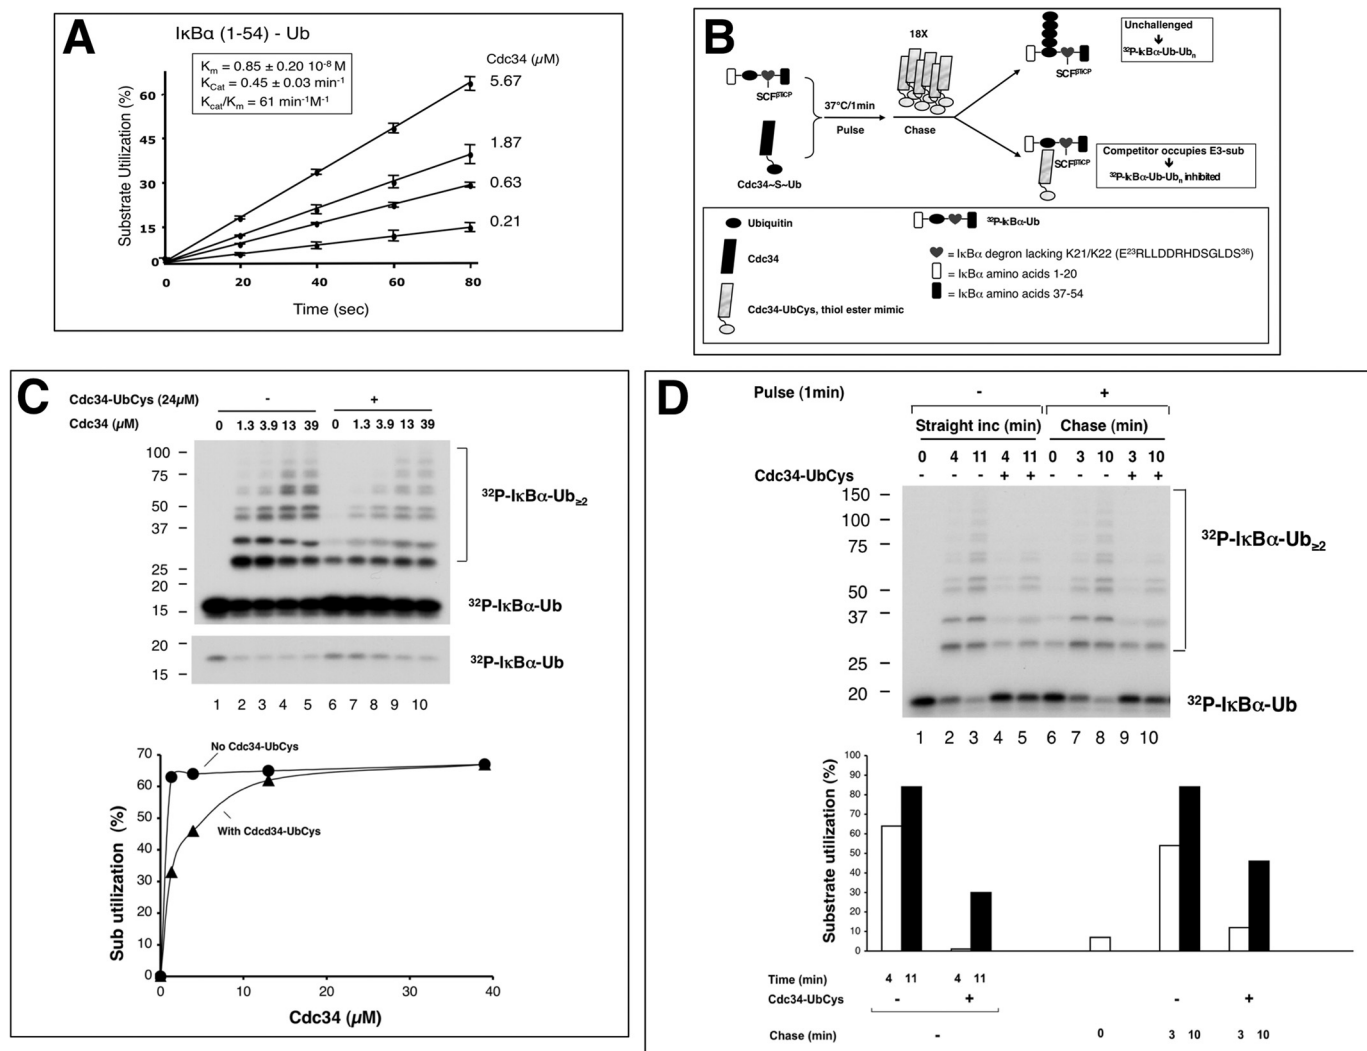 A
IκBα (1-54) - Ub
K_m = 0.85 ± 0.20 10⁻⁸ M
K_Cat = 0.45 ± 0.03 min⁻¹
K_cat/K_m = 61 min⁻¹M⁻¹
Cdc34 (µM)
5.67
1.87
0.63
0.21
Substrate Utilization (%)
60
45
30
15
0
0 20 40 60 80
Time (sec)
B
SCFβTrCP
Cdc34~S~Ub
37°C/1min
Pulse
18X
Chase
SCFβTrCP
Unchallenged
³²P-IκBα-Ub-Ub_n
SCFβTrCP
Competitor occupies E3-sub
³²P-IκBα-Ub-Ub_n inhibited
Ubiquitin
Cdc34
Cdc34-UbCys, thiol ester mimic
³²P-IκBα-Ub
= IκBα degron lacking K21/K22 (E²³RLLDDRHDSGLDS³⁶)
= IκBα amino acids 1-20
= IκBα amino acids 37-54
C
Cdc34-UbCys (24µM) - +
Cdc34 (µM) 0 1.3 3.9 13 39 0 1.3 3.9 13 39
100
75
50
37
25
20
15
³²P-IκBα-Ub≥2
³²P-IκBα-Ub
20
15
³²P-IκBα-Ub
1 2 3 4 5 6 7 8 9 10
Sub utilization (%)
70
60
50
40
30
20
10
0
No Cdc34-UbCys
With Cdcd34-UbCys
0 10 20 30 40
Cdc34 (µM)
D
Pulse (1min) - +
Straight inc (min) Chase (min)
0 4 11 4 11 0 3 10 3 10
Cdc34-UbCys - - - + + - - - + +
150
100
75
50
37
25
20
³²P-IκBα-Ub≥2
³²P-IκBα-Ub
1 2 3 4 5 6 7 8 9 10
Substrate utilization (%)
100
90
80
70
60
50
40
30
20
10
0
Time (min) 4 11 4 11
Cdc34-UbCys - + - +
Chase (min) - 0 3 10 3 10